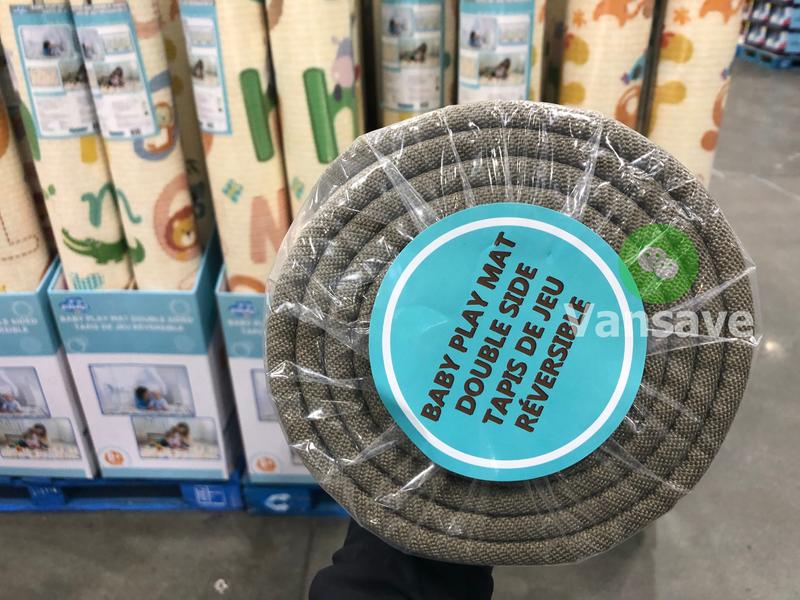 BABY PLAY MAT
DOUBLE SIDE
TAPIS DE JEU
RÉVERSIBLE
Vansave
BABY PLAY MAT DOUBLE SIDED
TAPIS DE JEU RÉVERSIBLE